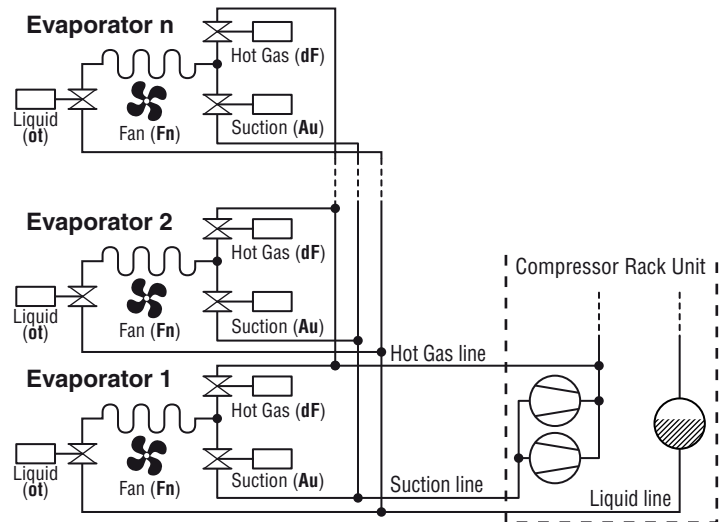 Evaporator n
Hot Gas (dF)
Liquid
(ot)
Fan (Fn)
Suction (Au)
Evaporator 2
Hot Gas (dF)
Liquid
(ot)
Fan (Fn)
Suction (Au)
Compressor Rack Unit
Hot Gas line
Evaporator 1
Hot Gas (dF)
Liquid
(ot)
Fan (Fn)
Suction (Au)
Suction line
Liquid line